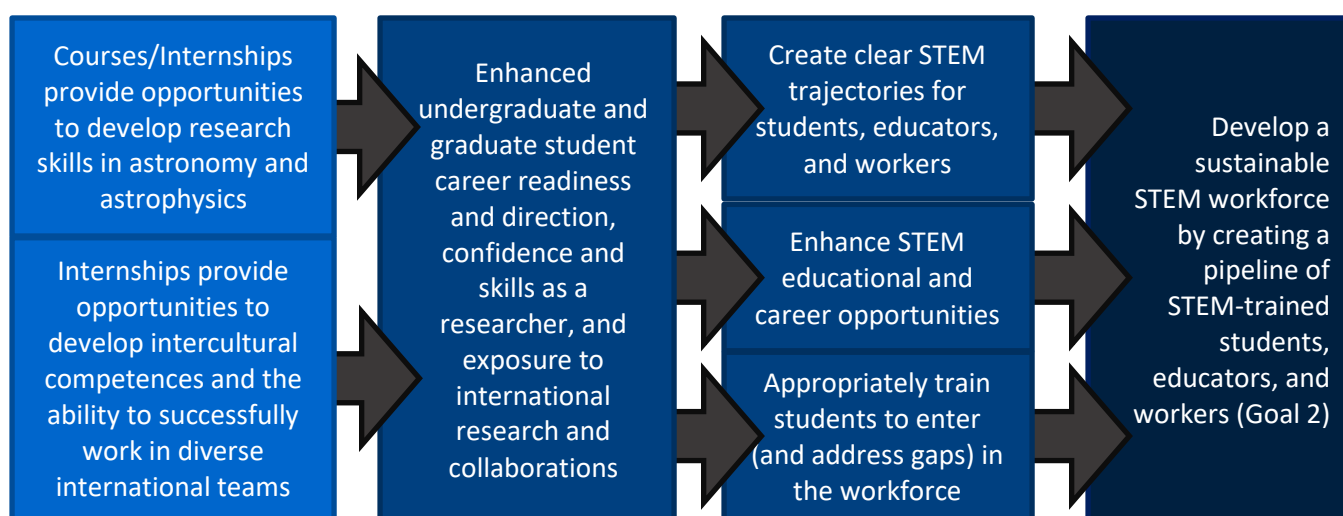 Courses/Internships
provide opportunities
to develop research
skills in astronomy and
astrophysics
Internships provide
opportunities to
develop intercultural
competences and the
ability to successfully
work in diverse
international teams
Enhanced
undergraduate and
graduate student
career readiness
and direction,
confidence and
skills as a
researcher, and
exposure to
international
research and
collaborations
Create clear STEM
trajectories for
students, educators,
and workers
Enhance STEM
educational and
career opportunities
Appropriately train
students to enter
(and address gaps) in
the workforce
Develop a
sustainable
STEM workforce
by creating a
pipeline of
STEM-trained
students,
educators, and
workers (Goal 2)